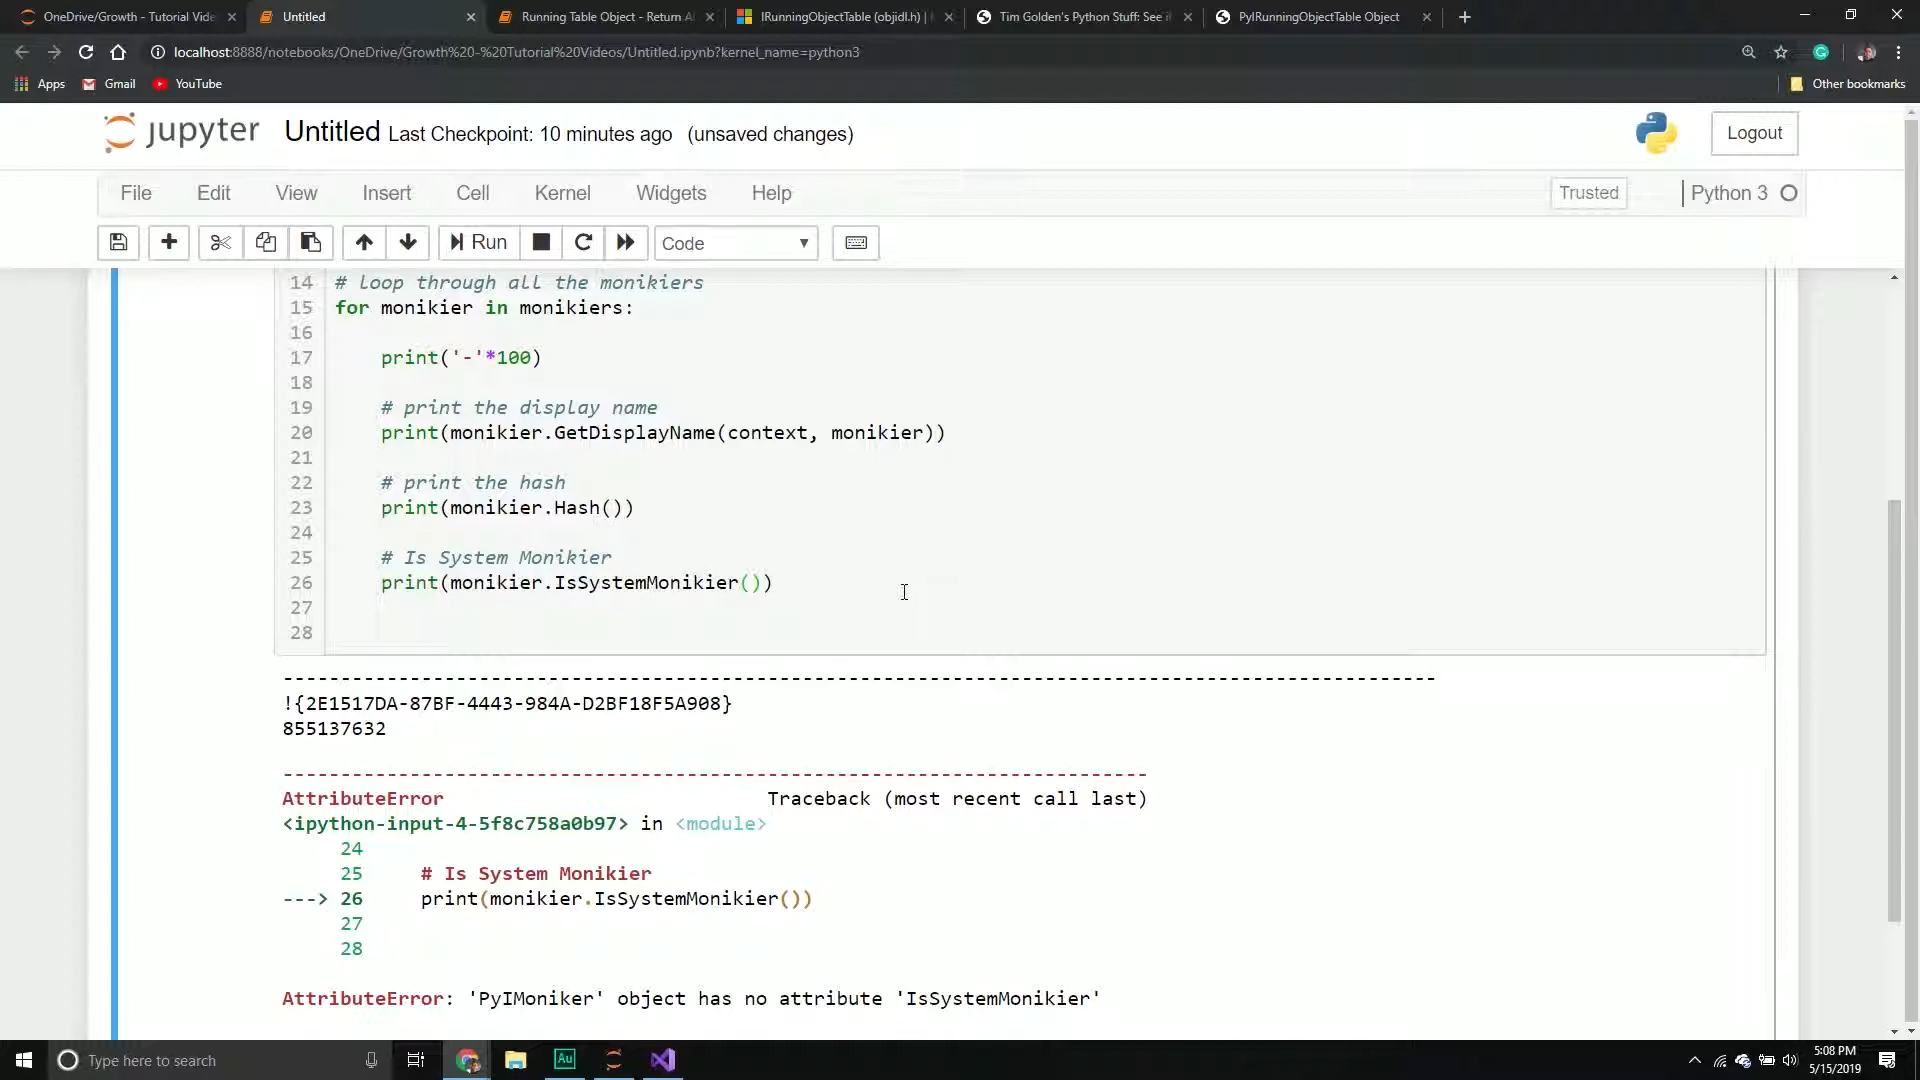 OneDrive/Growth - Tutorial Vide
Untitled
Running Table Object - Return A
IRunningObjectTable (objidl.h) |
Tim Golden's Python Stuff: See i
PyIRunningObjectTable Object
localhost:8888/notebooks/OneDrive/Growth%20-%20Tutorial%20Videos/Untitled.ipynb?kernel_name=python3
Apps
Gmail
YouTube
Other bookmarks
jupyter
Untitled Last Checkpoint: 10 minutes ago (unsaved changes)
Logout
File Edit View Insert Cell Kernel Widgets Help
Trusted
Python 3
Run
Code
14 # loop through all the monikiers
15 for monikier in monikiers:
16
17 print('-'*100)
18
19 # print the display name
20 print(monikier.GetDisplayName(context, monikier))
21
22 # print the hash
23 print(monikier.Hash())
24
25 # Is System Monikier
26 print(monikier.IsSystemMonikier())
27
28
----------------------------------------------------------------------------------------------------
!{2E1517DA-87BF-4443-984A-D2BF18F5A908}
855137632
---------------------------------------------------------------------------
AttributeError Traceback (most recent call last)
<ipython-input-4-5f8c758a0b97> in <module>
24
25 # Is System Monikier
---> 26 print(monikier.IsSystemMonikier())
27
28
AttributeError: 'PyIMoniker' object has no attribute 'IsSystemMonikier'
Type here to search
Au
5:08 PM
5/15/2019